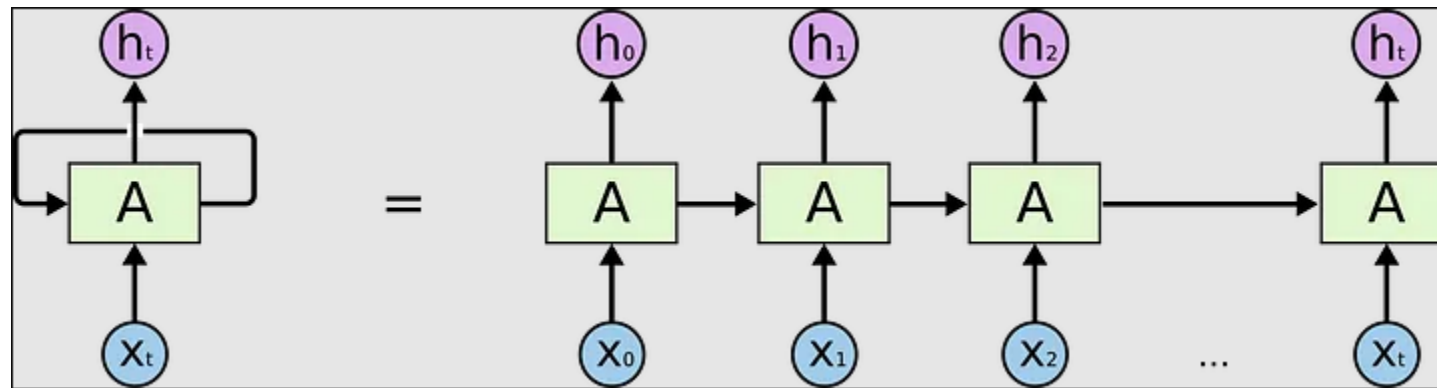 hₜ h₀ h₁ h₂ hₜ
A = A A A A
xₜ x₀ x₁ x₂ ... xₜ